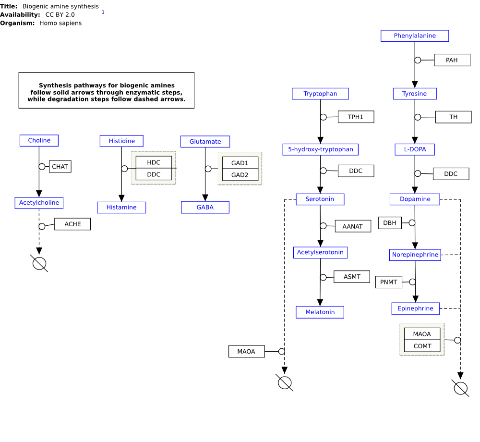 Title: Biogenic amine synthesis
Availability: CC BY 2.0 1
Organism: Homo sapiens
Phenylalanine
PAH
Synthesis pathways for biogenic amines
follow solid arrows through enzymatic steps,
while degradation steps follow dashed arrows.
Tryptophan
Tyrosine
TPH1
TH
Choline
Histidine
Glutamate
5-hydroxy-tryptophan
L-DOPA
CHAT
HDC
DDC
GAD1
GAD2
DDC
DDC
Acetylcholine
Histamine
GABA
Serotonin
Dopamine
ACHE
AANAT
DBH
Acetylserotonin
Norepinephrine
ASMT
PNMT
Melatonin
Epinephrine
MAOA
MAOA
COMT